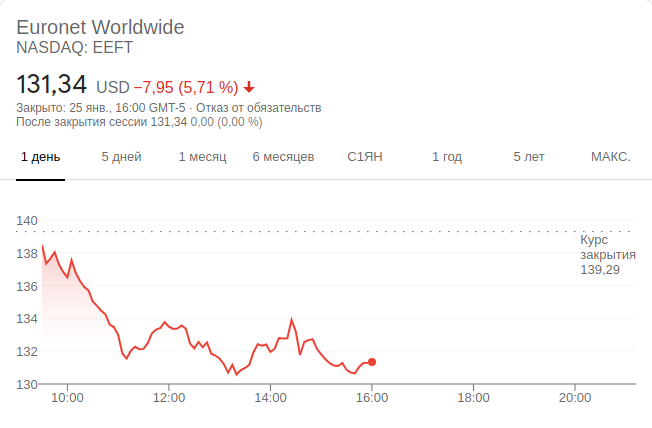 Euronet Worldwide
NASDAQ: EEFT
131,34 USD −7,95 (5,71 %)
Закрыто: 25 янв., 16:00 GMT-5 · Отказ от обязательств
После закрытия сессии 131,34 0,00 (0,00 %)
1 день 5 дней 1 месяц 6 месяцев С1ЯН 1 год 5 лет МАКС.
140
Курс
138 закрытия
139,29
136
134
132
130
10:00 12:00 14:00 16:00 18:00 20:00